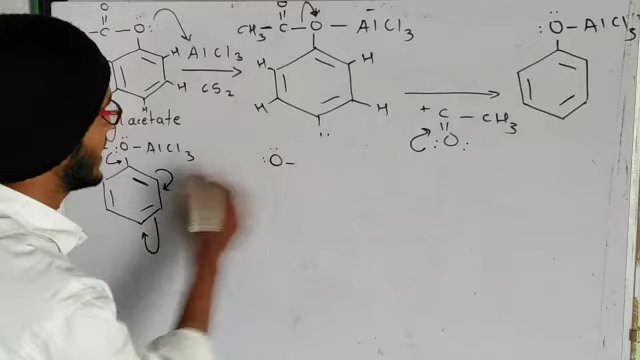 O
C — O:
H
AlCl3
H
H
CS2
acetate
O
CH3 — C — O — AlCl3
H
H
H
H
+
C — CH3
:O:
:O — AlCl3
:O — AlCl3
:O —